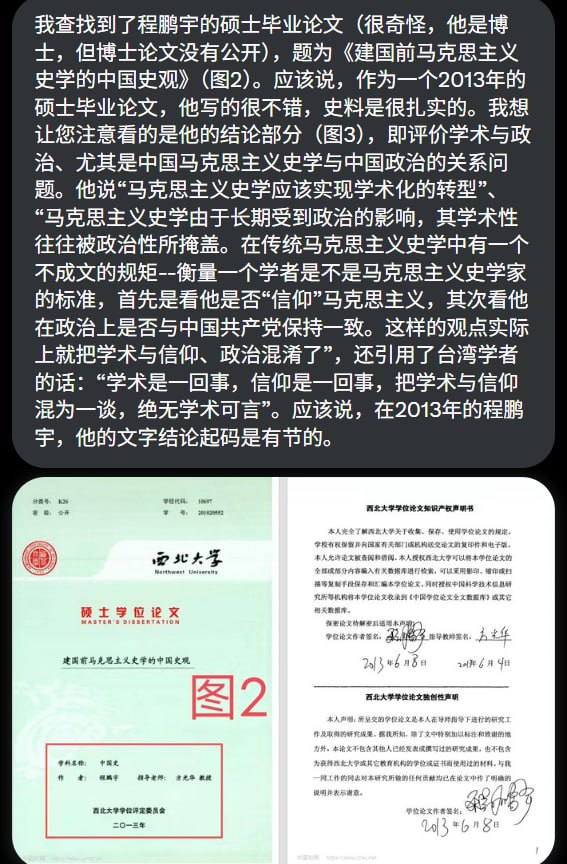 我查找到了程鹏宇的硕士毕业论文（很奇怪，他是博
士，但博士论文没有公开），题为《建国前马克思主义
史学的中国史观》（图2）。应该说，作为一个2013年的
硕士毕业论文，他写的很不错，史料是很扎实的。我想
让您注意看的是他的结论部分（图3），即评价学术与政
治、尤其是中国马克思主义史学与中国政治的关系问
题。他说“马克思主义史学应该实现学术化的转型”、
“马克思主义史学由于长期受到政治的影响，其学术性
往往被政治性所掩盖。在传统马克思主义史学中有一个
不成文的规矩--衡量一个学者是不是马克思主义史学家
的标准，首先是看他是否“信仰”马克思主义，其次看他
在政治上是否与中国共产党保持一致。这样的观点实际
上就把学术与信仰、政治混淆了”，还引用了台湾学者
的话：“学术是一回事，信仰是一回事，把学术与信仰
混为一谈，绝无学术可言”。应该说，在2013年的程鹏
宇，他的文字结论起码是有节的。
分类号： K26 学校代码： 10697
密 级： 公开 学 号： 201020552
西北大学
Northwest University
硕士学位论文
MASTER'S DISSERTATION
建国前马克思主义史学的中国史观
图2
学科名称： 中国史
作 者： 程鹏宇 指导老师： 方光华 教授
西北大学学位评定委员会
二〇一三年
西北大学学位论文知识产权声明书
本人完全了解西北大学关于收集、保存、使用学位论文的规定。
学校有权保留并向国家有关部门或机构送交论文的复印件和电子版。
本人允许论文被查阅和借阅。本人授权西北大学可以将本学位论文的
全部或部分内容编入有关数据库进行检索，可以采用影印、缩印或扫
描等复制手段保存和汇编本学位论文。同时授权中国科学技术信息研
究所等机构将本学位论文收录到《中国学位论文全文数据库》或其它
相关数据库。
保密论文待解密后适用本声明。
学位论文作者签名：程鹏宇 指导教师签名：方光华
2013年6月8日 2013年6月4日
西北大学学位论文独创性声明
本人声明：所呈交的学位论文是本人在导师指导下进行的研究工
作及取得的研究成果。据我所知，除了文中特别加以标注和致谢的地
方外，本论文不包含其他人已经发表或撰写过的研究成果，也不包含
为获得西北大学或其它教育机构的学位或证书而使用过的材料。与我
一同工作的同志对本研究所做的任何贡献均已在论文中作了明确的
说明并表示谢意。
学位论文作者签名：程鹏宇
2013年6月8日